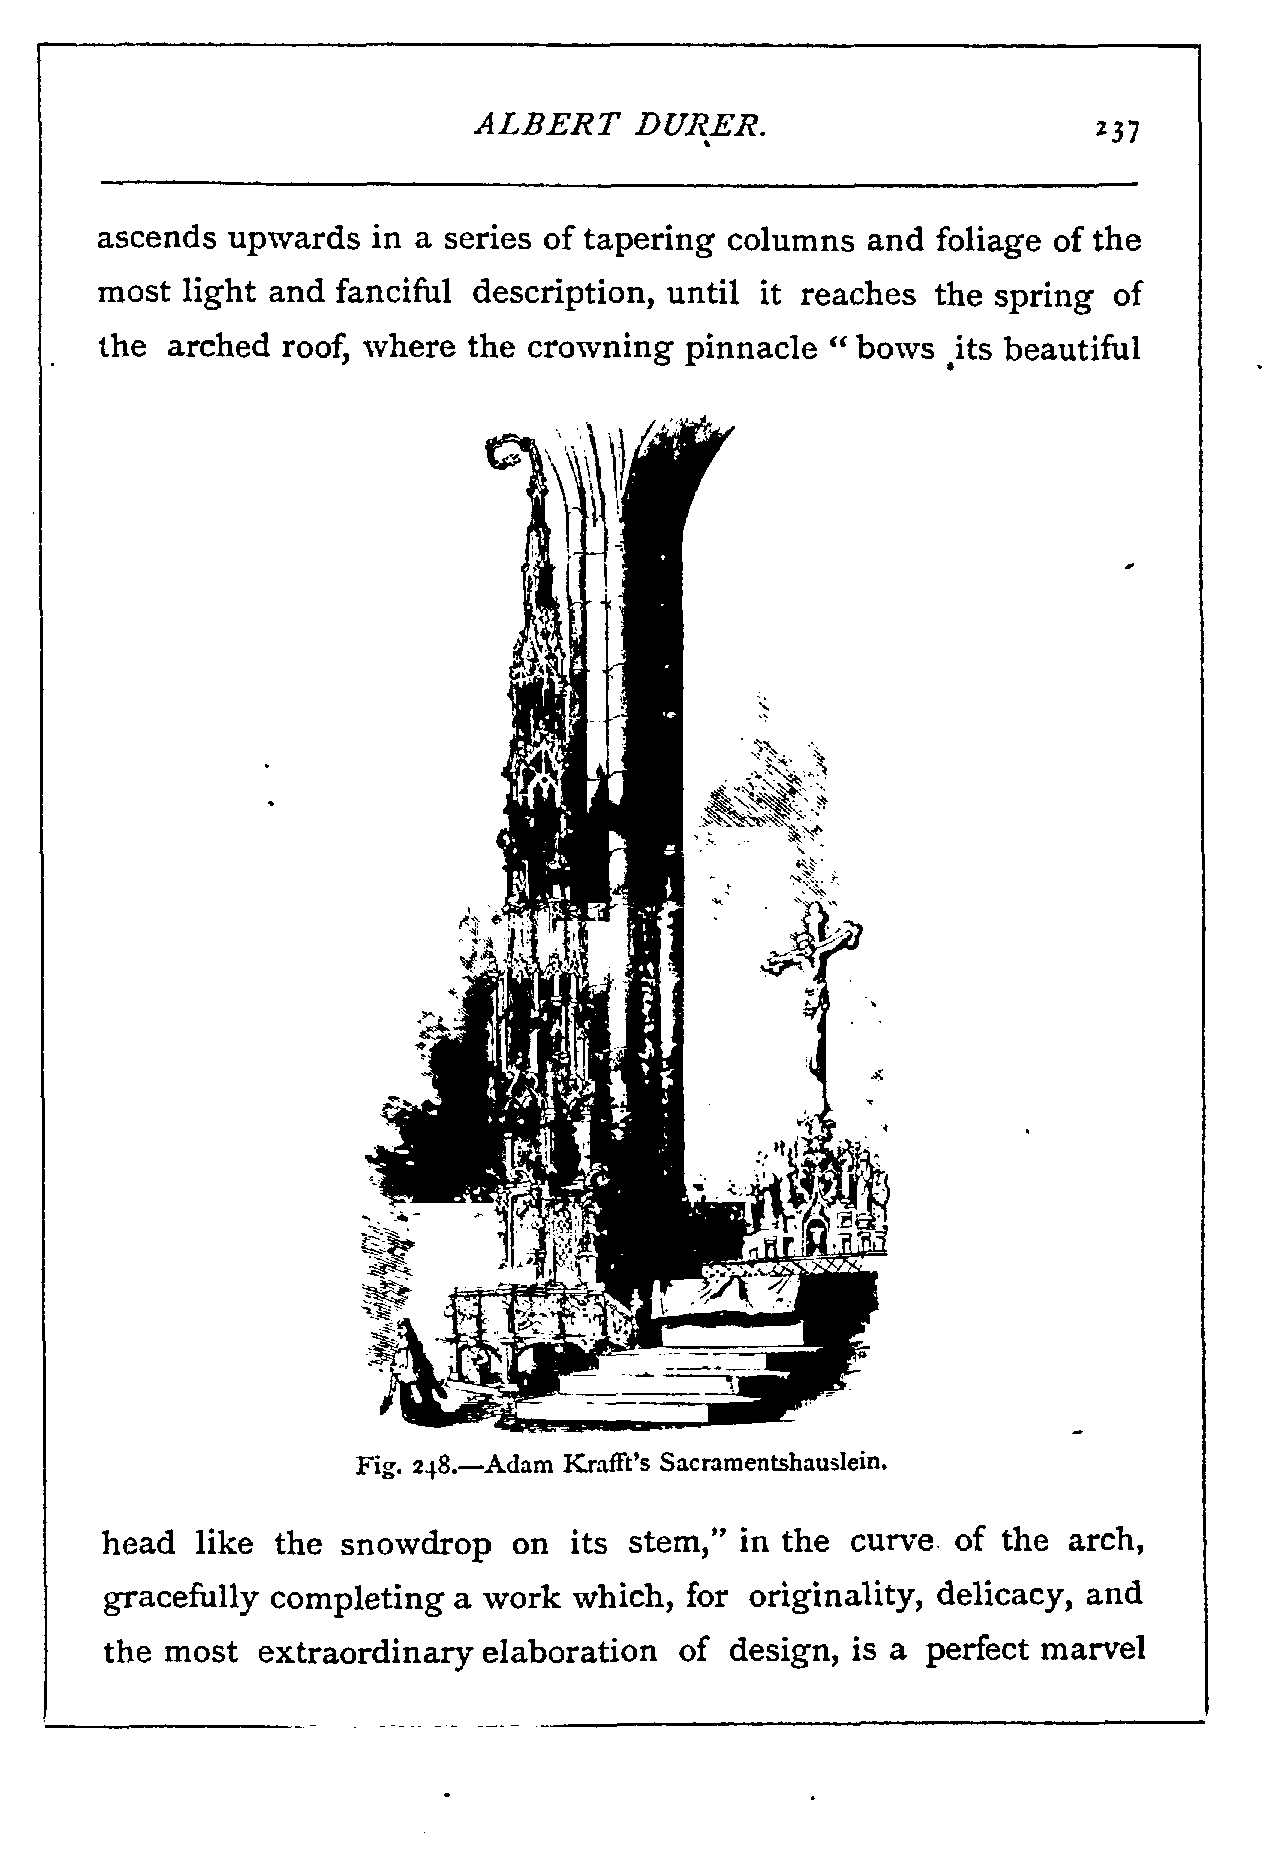 ALBERT DURER. 237
ascends upwards in a series of tapering columns and foliage of the
most light and fanciful description, until it reaches the spring of
the arched roof, where the crowning pinnacle “ bows its beautiful
Fig. 248.—Adam Krafft’s Sacramentshauslein.
head like the snowdrop on its stem,” in the curve of the arch,
gracefully completing a work which, for originality, delicacy, and
the most extraordinary elaboration of design, is a perfect marvel